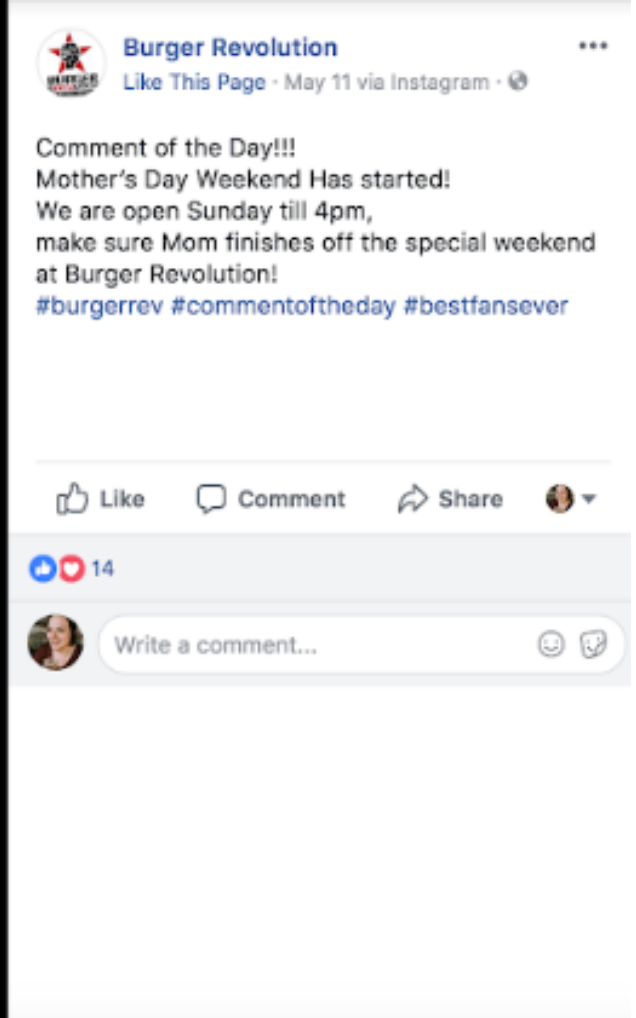 Burger Revolution
Like This Page · May 11 via Instagram ·
Comment of the Day!!!
Mother's Day Weekend Has started!
We are open Sunday till 4pm,
make sure Mom finishes off the special weekend
at Burger Revolution!
#burgerrev #commentoftheday #bestfansever
Like Comment Share
14
Write a comment...